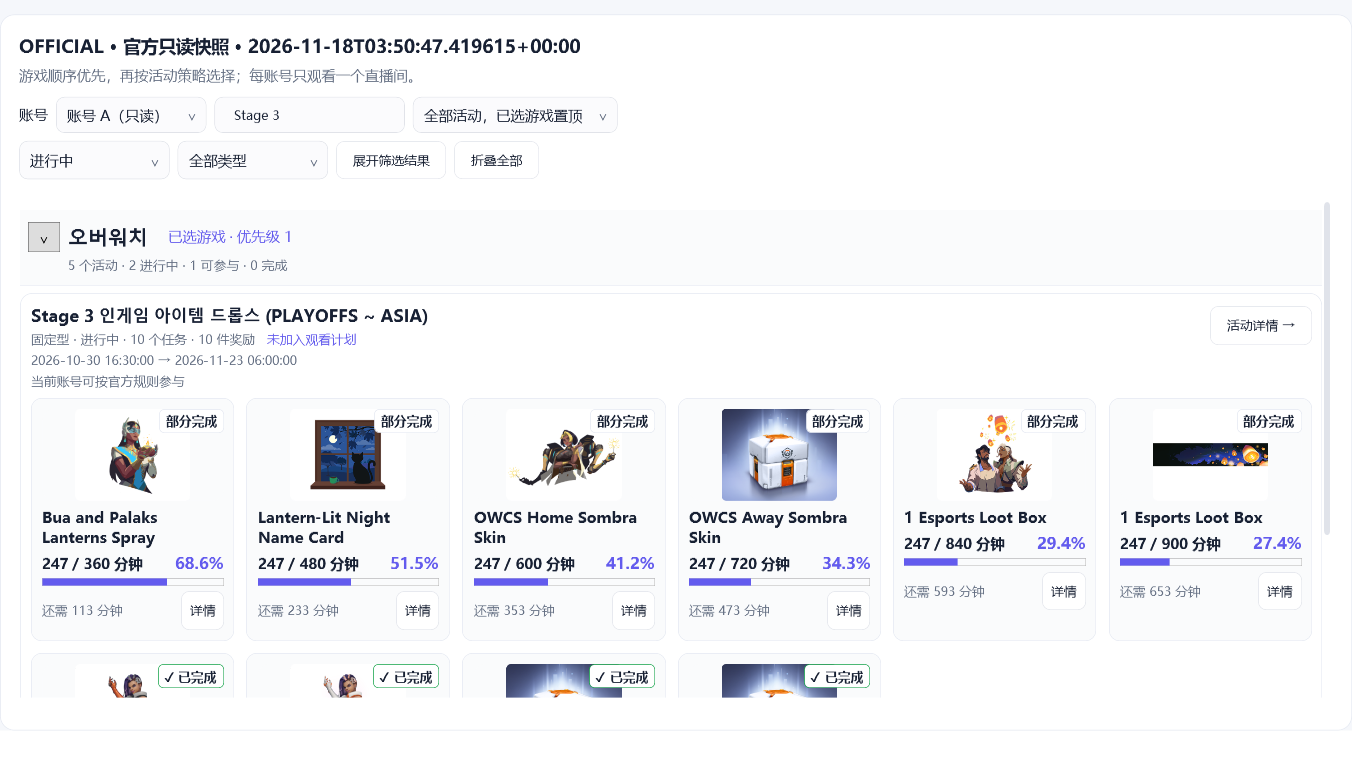 OFFICIAL • 官方只读快照 • 2026-11-18T03:50:47.419615+00:00
游戏顺序优先，再按活动策略选择；每账号只观看一个直播间。
账号 账号 A（只读） Stage 3 全部活动，已选游戏置顶
进行中 全部类型 展开筛选结果 折叠全部
오버워치 已选游戏 · 优先级 1
5 个活动 · 2 进行中 · 1 可参与 · 0 完成
Stage 3 인게임 아이템 드롭스 (PLAYOFFS ~ ASIA)
活动详情 →
固定型 · 进行中 · 10 个任务 · 10 件奖励 未加入观看计划
2026-10-30 16:30:00 → 2026-11-23 06:00:00
当前账号可按官方规则参与
部分完成
Bua and Palaks
Lanterns Spray
247 / 360 分钟 68.6%
还需 113 分钟 详情
部分完成
Lantern-Lit Night
Name Card
247 / 480 分钟 51.5%
还需 233 分钟 详情
部分完成
OWCS Home Sombra
Skin
247 / 600 分钟 41.2%
还需 353 分钟 详情
部分完成
OWCS Away Sombra
Skin
247 / 720 分钟 34.3%
还需 473 分钟 详情
部分完成
1 Esports Loot Box
247 / 840 分钟 29.4%
还需 593 分钟 详情
部分完成
1 Esports Loot Box
247 / 900 分钟 27.4%
还需 653 分钟 详情
✓ 已完成
✓ 已完成
✓ 已完成
✓ 已完成